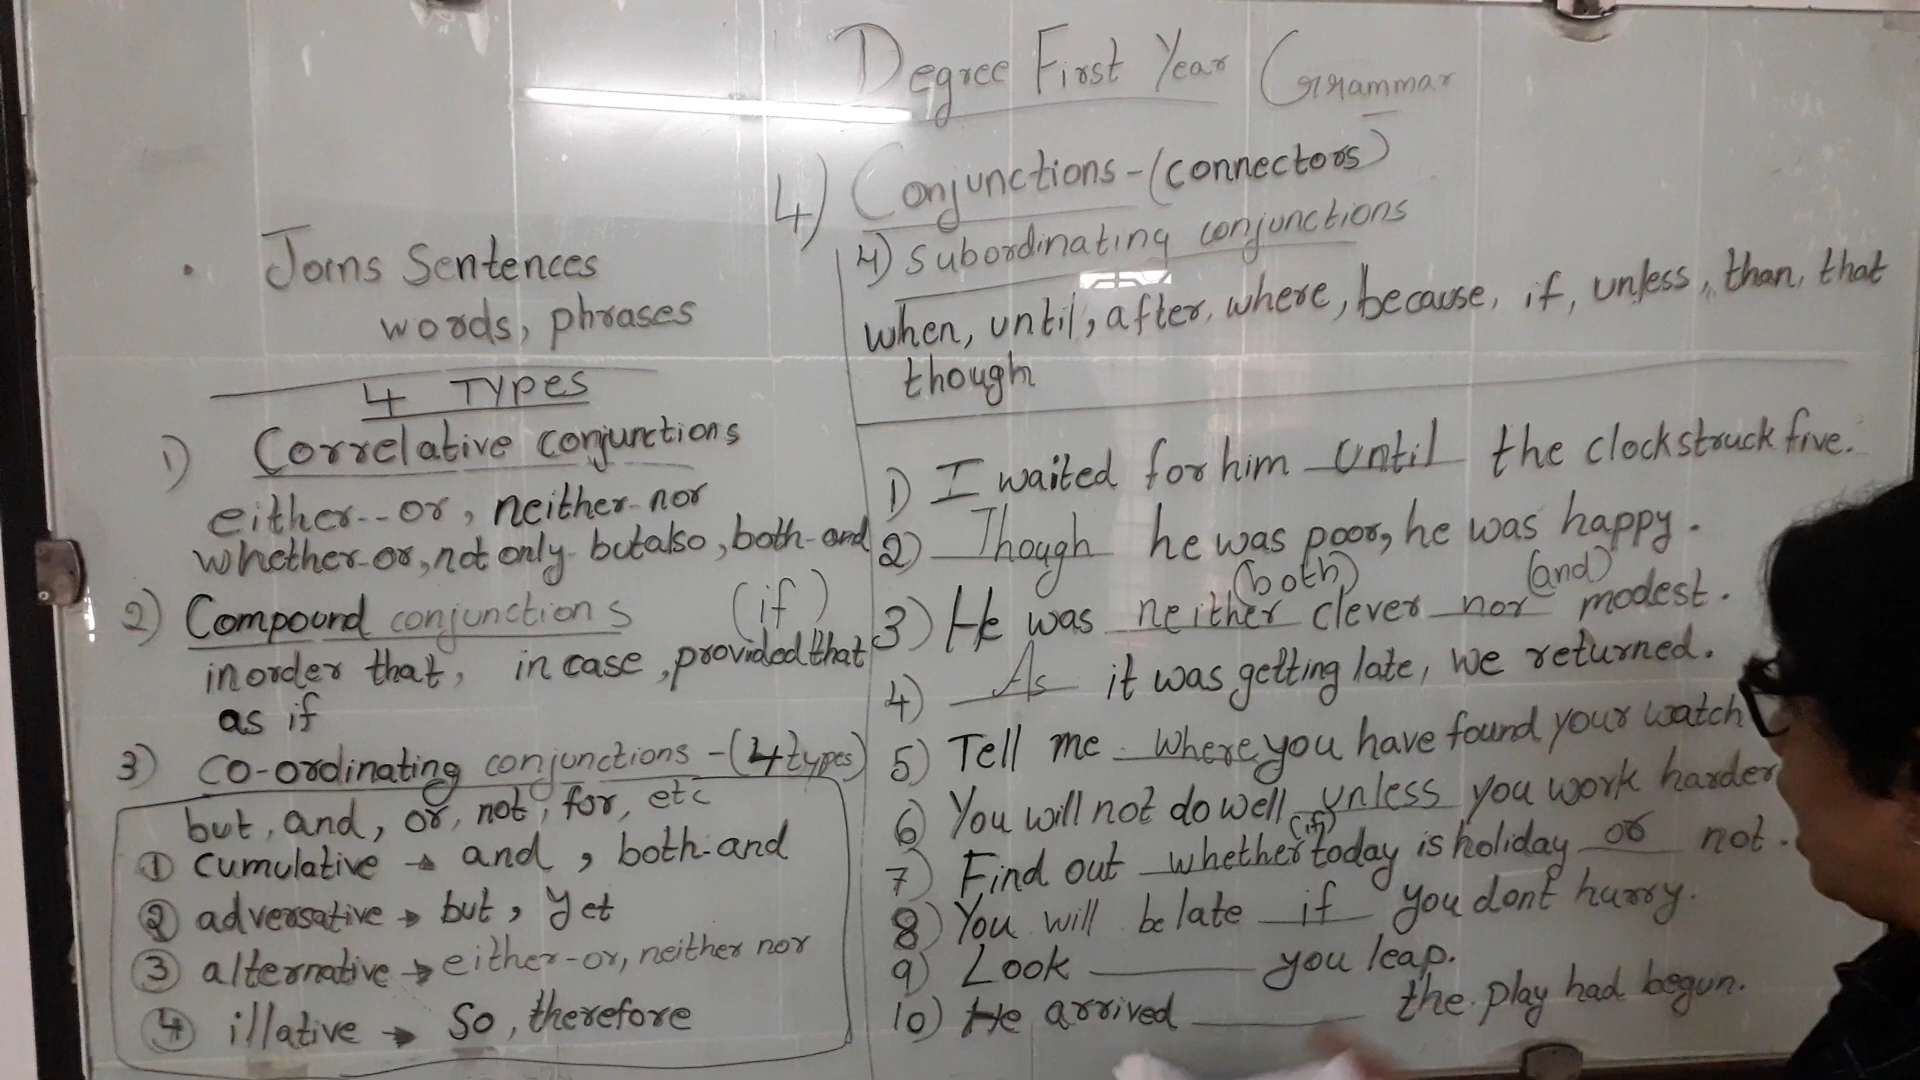 Degree First Year Grammar
4) Conjunctions - (connectors)
• Joins Sentences
words, phrases
4 TYPES
1) Correlative conjunctions
either--or, neither-nor
whether-or, not only-but also, both-and
2) Compound conjunctions (if)
inorder that, in case, provided that
as if
3) co-ordinating conjunctions - (4 types)
but, and, or, not, for, etc
① cumulative → and, both-and
② adversative → but, yet
③ alternative → either-or, neither nor
④ illative → So, therefore
4) Subordinating conjunctions
when, until, after, where, because, if, unless, than, that
though
1) I waited for him until the clock struck five.
2) Though he was poor, he was happy.
(both) (and)
3) He was neither clever nor modest.
4) As it was getting late, we returned.
5) Tell me where you have found your watch
6) You will not do well unless you work harder
(if)
7) Find out whether today is holiday or not.
8) You will be late if you dont hurry.
9) Look ______ you leap.
10) He arrived ______ the play had begun.